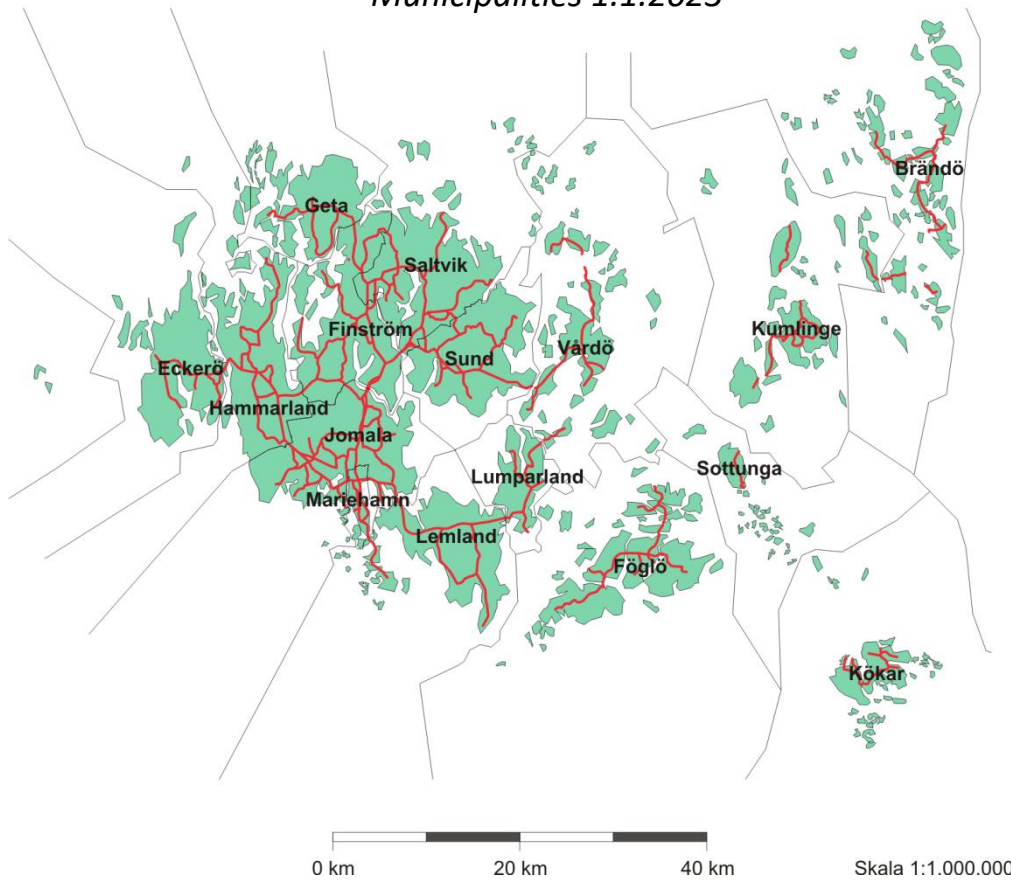 Municipalities 1.1.2023
Brändö
Geta
Saltvik
Finström
Kumlinge
Vårdö
Sund
Eckerö
Hammarland
Jomala
Sottunga
Lumparland
Mariehamn
Lemland
Föglö
Kökar
0 km 20 km 40 km Skala 1:1.000.000